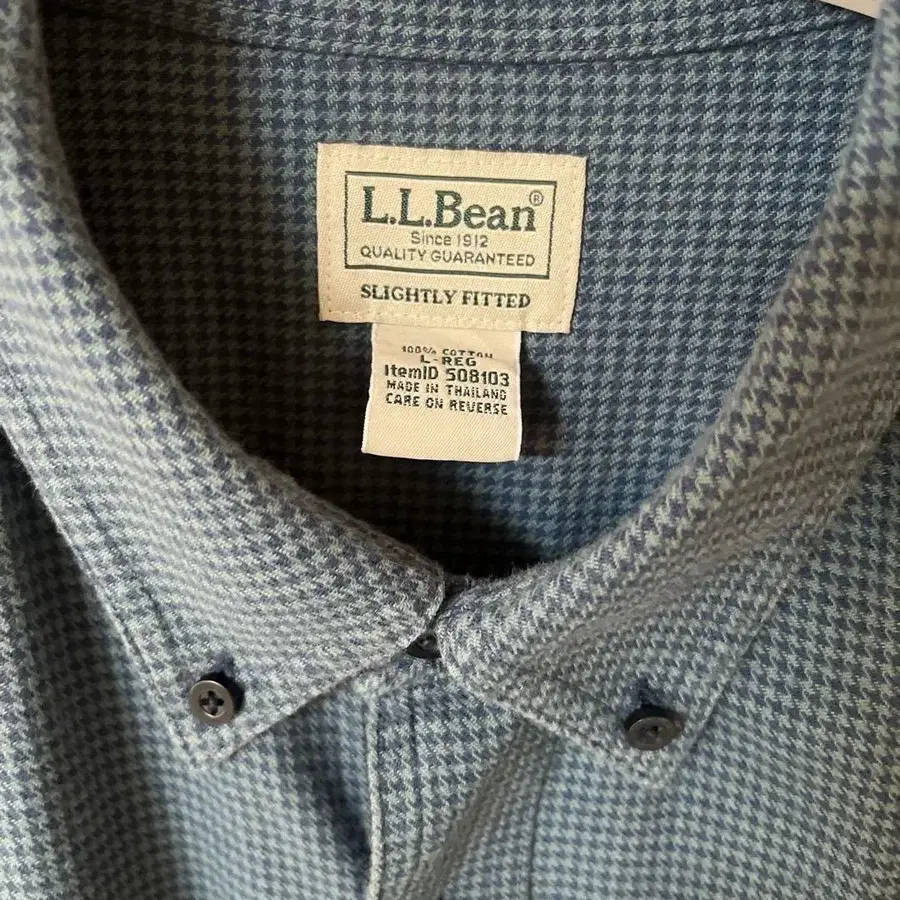 L.L.Bean®
Since 1912
QUALITY GUARANTEED
SLIGHTLY FITTED
100% COTTON
L-REG
ItemID 508103
MADE IN THAILAND
CARE ON REVERSE